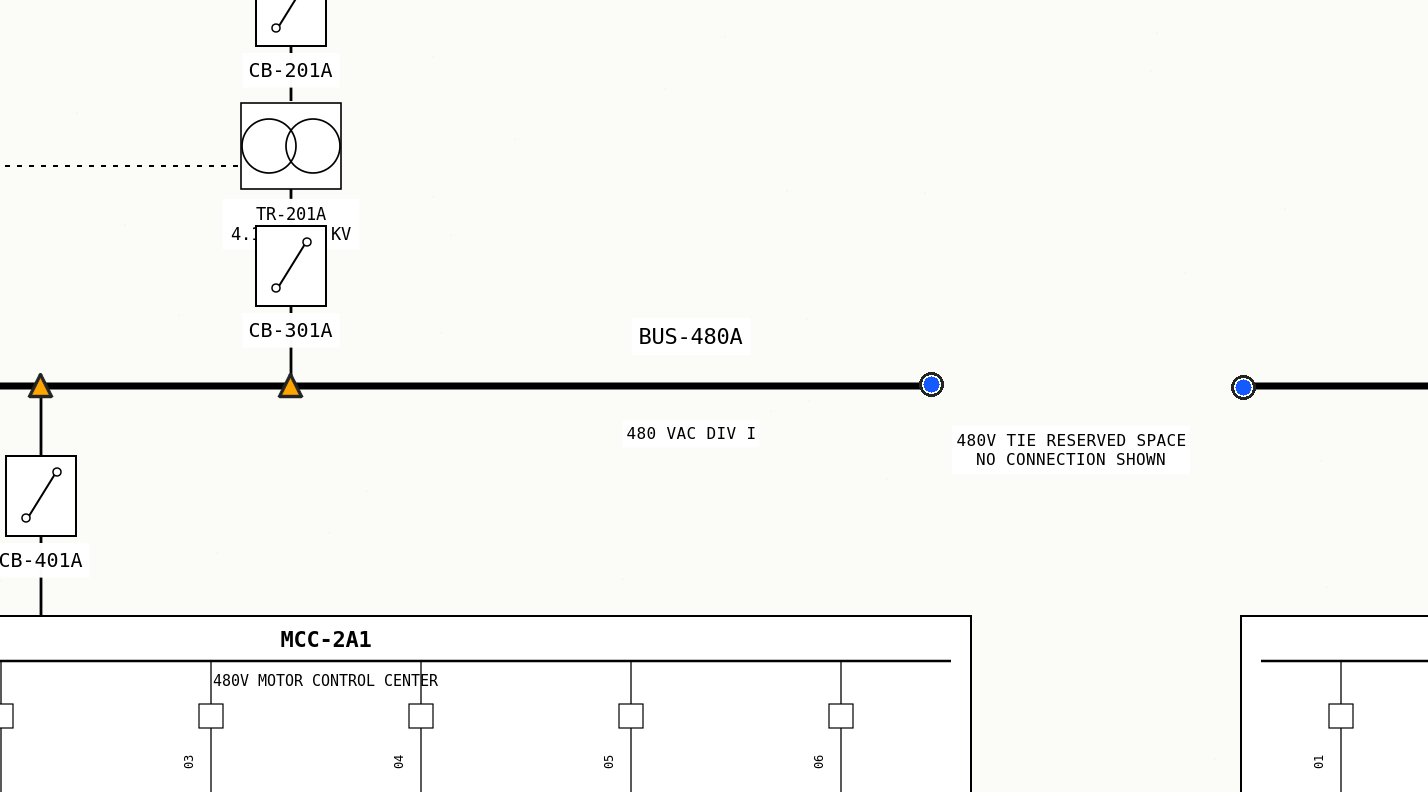 CB-201A
TR-201A
KV
CB-301A
BUS-480A
480 VAC DIV I
480V TIE RESERVED SPACE
NO CONNECTION SHOWN
CB-401A
MCC-2A1
480V MOTOR CONTROL CENTER
03
04
05
06
01